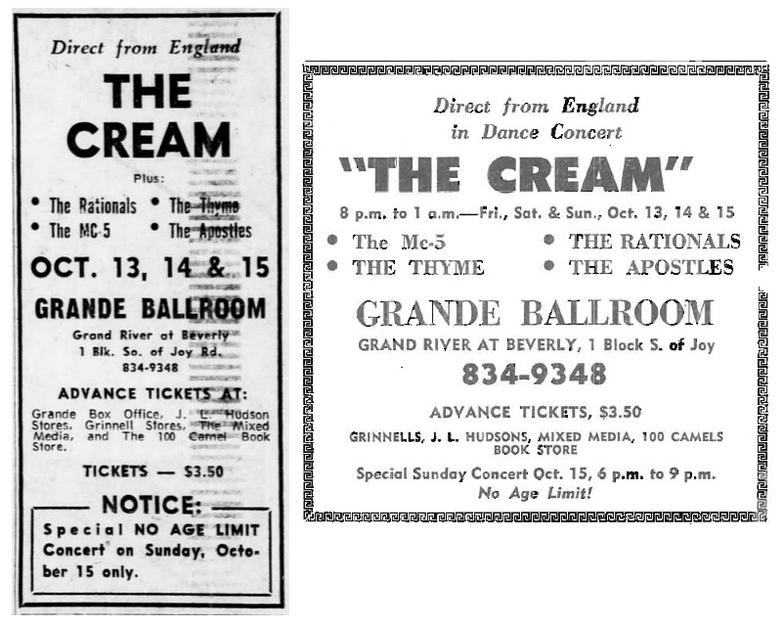 Direct from England
THE
CREAM
Plus:
• The Rationals • The Thyme
• The MC-5 • The Apostles
OCT. 13, 14 & 15
GRANDE BALLROOM
Grand River at Beverly
1 Blk. So. of Joy Rd.
834-9348
ADVANCE TICKETS AT:
Grande Box Office, J. L. Hudson
Stores, Grinnell Stores, The Mixed
Media, and The 100 Camel Book
Store.
TICKETS — $3.50
NOTICE:
Special NO AGE LIMIT
Concert on Sunday, Octo-
ber 15 only.
Direct from England
in Dance Concert
"THE CREAM"
8 p.m. to 1 a.m.—Fri., Sat. & Sun., Oct. 13, 14 & 15
• The Mc-5 • THE RATIONALS
• THE THYME • THE APOSTLES
GRANDE BALLROOM
GRAND RIVER AT BEVERLY, 1 Block S. of Joy
834-9348
ADVANCE TICKETS, $3.50
GRINNELLS, J. L. HUDSONS, MIXED MEDIA, 100 CAMELS
BOOK STORE
Special Sunday Concert Oct. 15, 6 p.m. to 9 p.m.
No Age Limit!